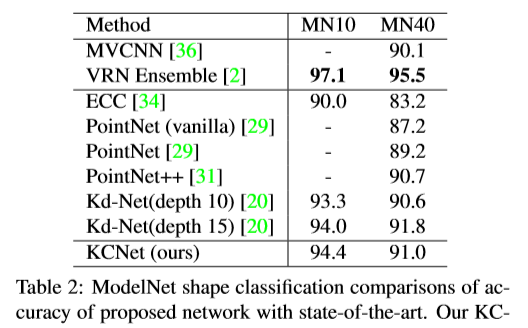 Method MN10 MN40
MVCNN [36] - 90.1
VRN Ensemble [2] 97.1 95.5
ECC [34] 90.0 83.2
PointNet (vanilla) [29] - 87.2
PointNet [29] - 89.2
PointNet++ [31] - 90.7
Kd-Net(depth 10) [20] 93.3 90.6
Kd-Net(depth 15) [20] 94.0 91.8
KCNet (ours) 94.4 91.0
Table 2: ModelNet shape classification comparisons of ac-
curacy of proposed network with state-of-the-art. Our KC-